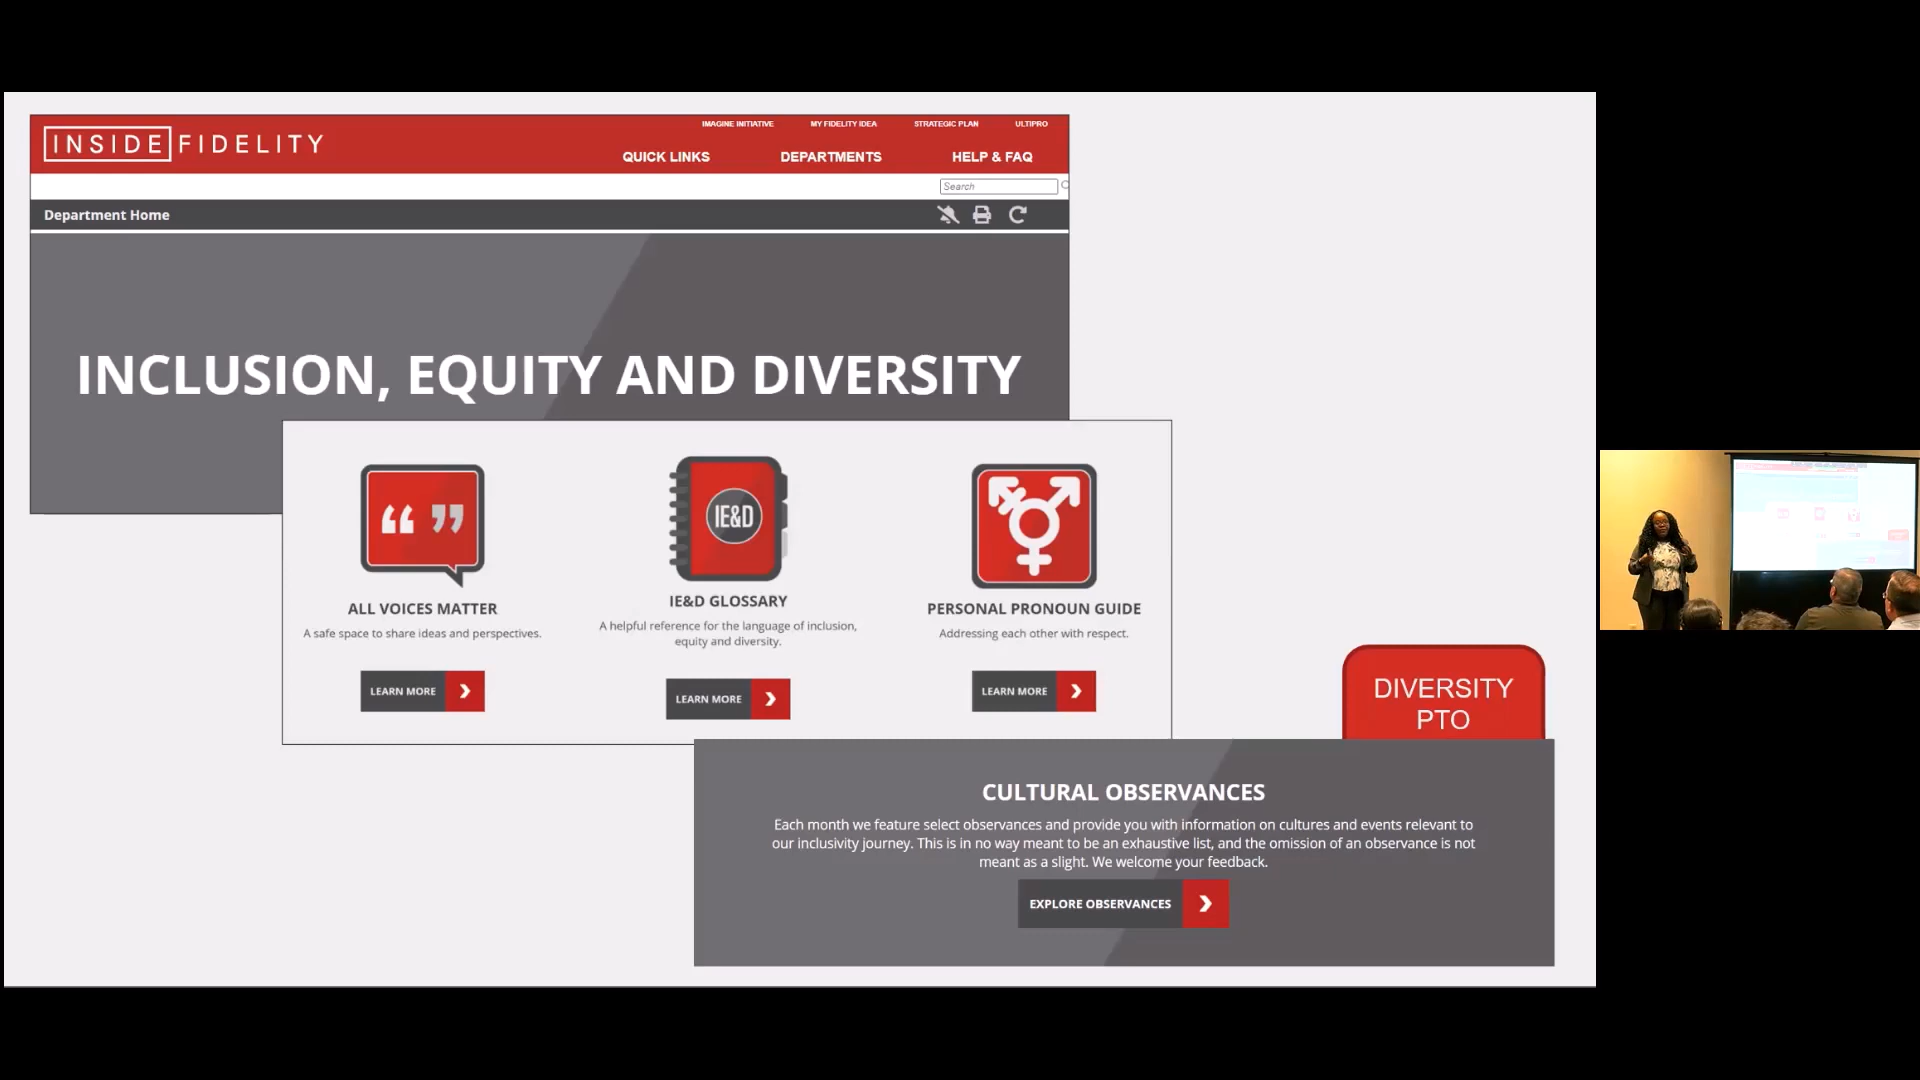 INSIDE FIDELITY
IMAGINE INITIATIVE
MY FIDELITY IDEA
STRATEGIC PLAN
ULTIPRO
QUICK LINKS
DEPARTMENTS
HELP & FAQ
Search
Department Home
INCLUSION, EQUITY AND DIVERSITY
ALL VOICES MATTER
A safe space to share ideas and perspectives.
LEARN MORE
IE&D
IE&D GLOSSARY
A helpful reference for the language of inclusion,
equity and diversity.
LEARN MORE
PERSONAL PRONOUN GUIDE
Addressing each other with respect.
LEARN MORE
DIVERSITY
PTO
CULTURAL OBSERVANCES
Each month we feature select observances and provide you with information on cultures and events relevant to
our inclusivity journey. This is in no way meant to be an exhaustive list, and the omission of an observance is not
meant as a slight. We welcome your feedback.
EXPLORE OBSERVANCES